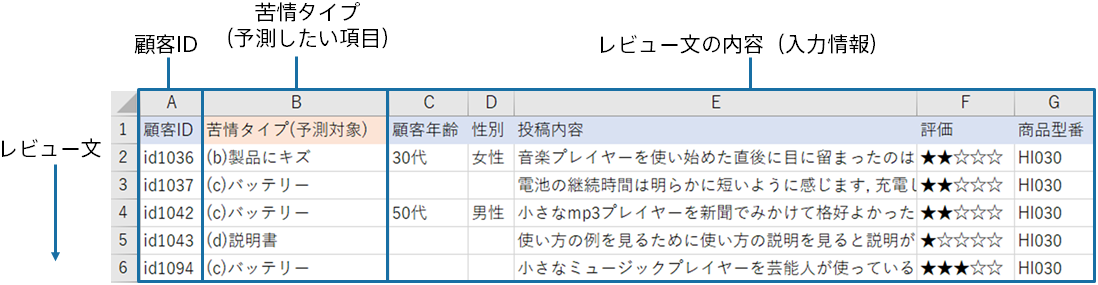 苦情タイプ
(予測したい項目)
顧客ID
レビュー文の内容（入力情報）
レビュー文
A B C D E F G
1 顧客ID 苦情タイプ(予測対象) 顧客年齢 性別 投稿内容 評価 商品型番
2 id1036 (b)製品にキズ 30代 女性 音楽プレイヤーを使い始めた直後に目に留まったのは ★★☆☆☆ HI030
3 id1037 (c)バッテリー 電池の継続時間は明らかに短いように感じます, 充電し ★★☆☆☆ HI030
4 id1042 (c)バッテリー 50代 男性 小さなmp3プレイヤーを新聞でみかけて格好よかった ★★☆☆☆ HI030
5 id1043 (d)説明書 使い方の例を見るために使い方の説明を見ると説明が ★☆☆☆☆ HI030
6 id1094 (c)バッテリー 小さなミュージックプレイヤーを芸能人が使っている ★★★☆☆ HI030